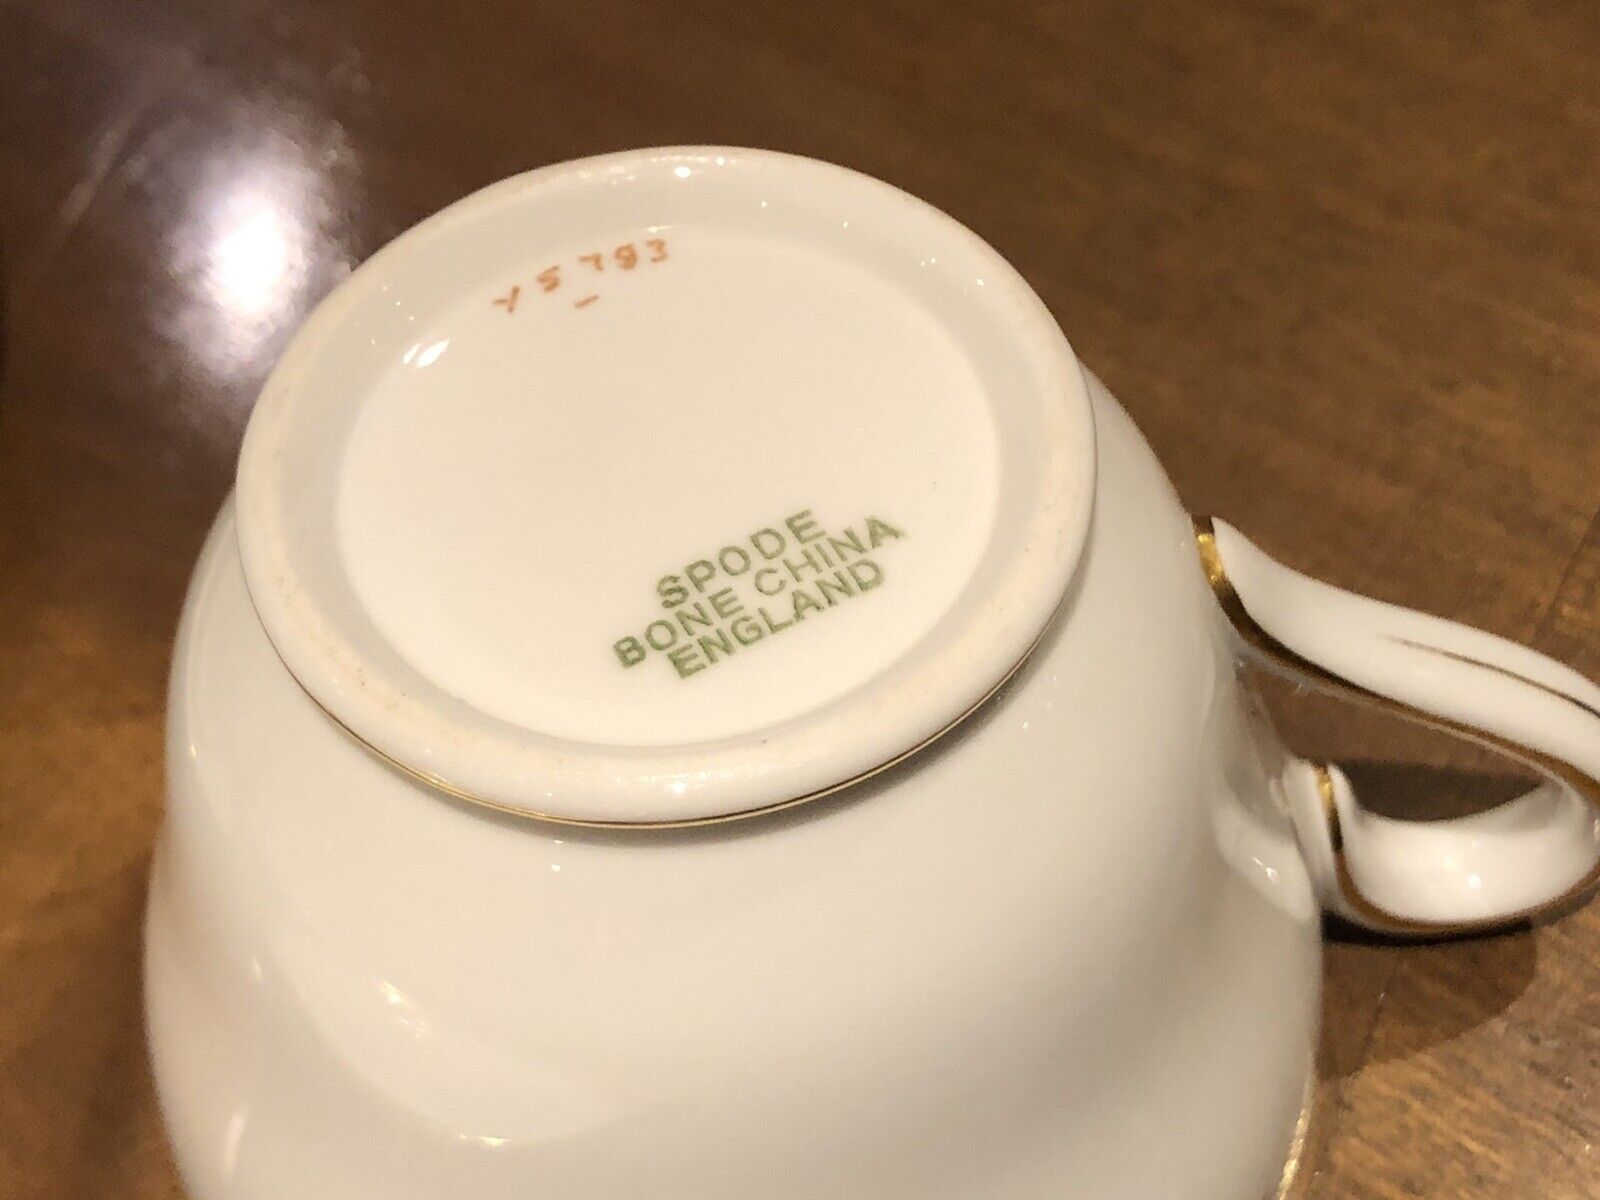 Y5783
SPODE
BONE CHINA
ENGLAND